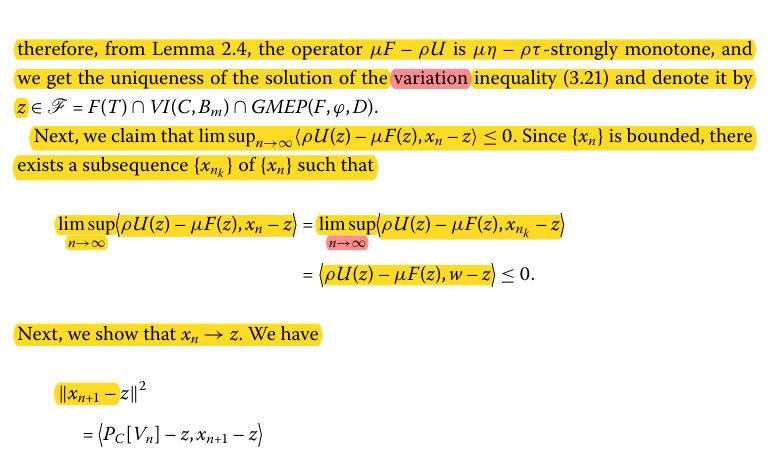 therefore, from Lemma 2.4, the operator μF − ρU is μη − ρτ-strongly monotone, and
we get the uniqueness of the solution of the variation inequality (3.21) and denote it by
z ∈ ℱ = F(T) ∩ VI(C, B_m) ∩ GMEP(F, φ, D).
Next, we claim that lim sup_{n→∞}⟨ρU(z) − μF(z), x_n − z⟩ ≤ 0. Since {x_n} is bounded, there
exists a subsequence {x_{n_k}} of {x_n} such that
lim sup_{n→∞}⟨ρU(z) − μF(z), x_n − z⟩ = lim sup_{n→∞}⟨ρU(z) − μF(z), x_{n_k} − z⟩
= ⟨ρU(z) − μF(z), w − z⟩ ≤ 0.
Next, we show that x_n → z. We have
‖x_{n+1} − z‖²
= ⟨P_C[V_n] − z, x_{n+1} − z⟩